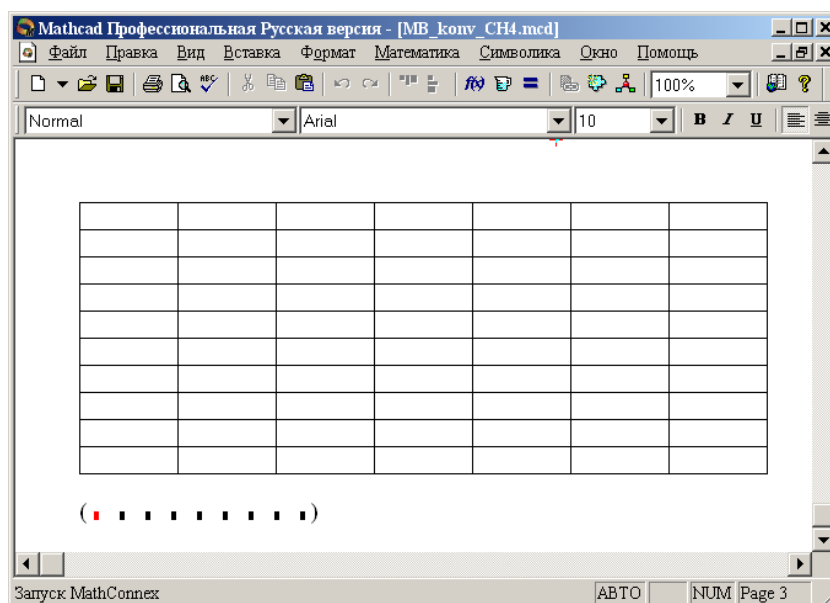 Mathcad Профессиональная Русская версия - [MB_konv_CH4.mcd]
Файл Правка Вид Вставка Формат Математика Символика Окно Помощь
ABC f(x) 100% ?
Normal Arial 10 B I U
( )
Запуск MathConnex АВТО NUM Page 3